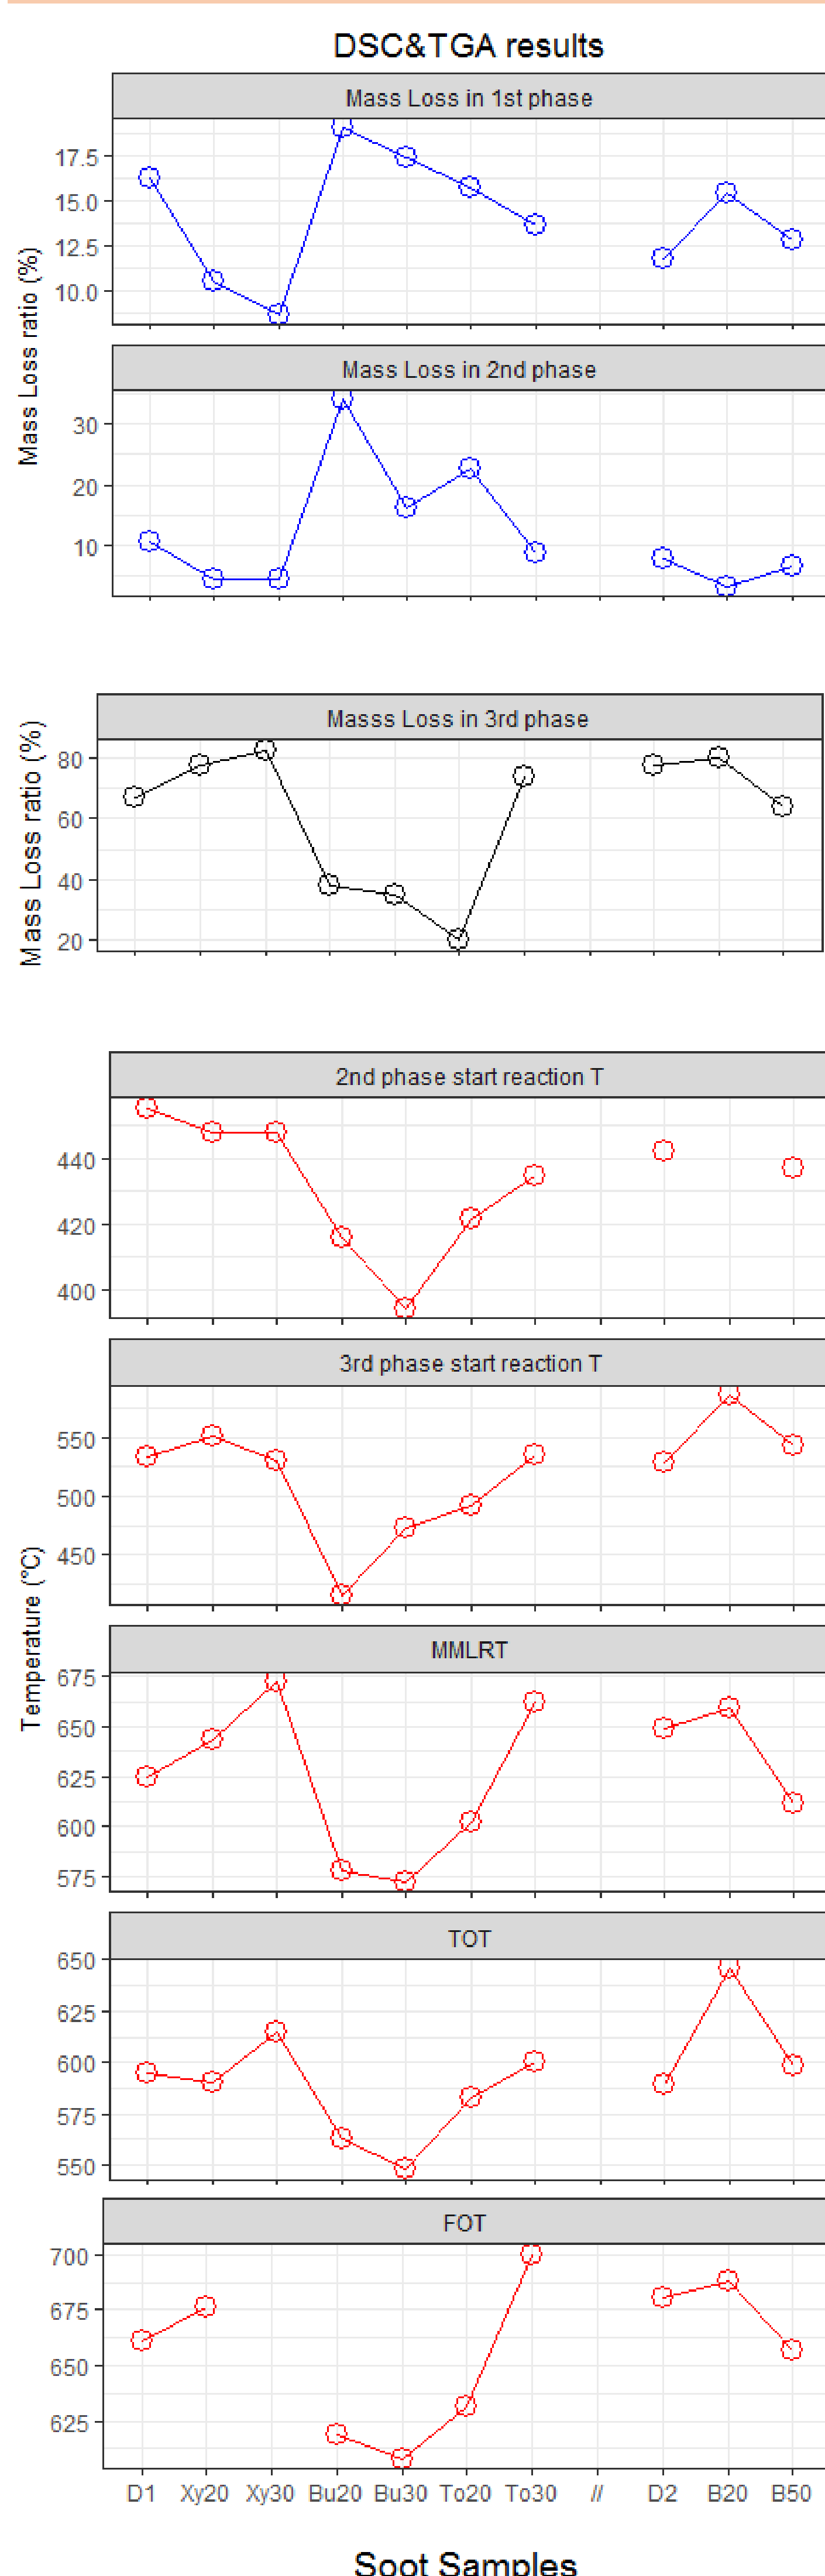 DSC&TGA results
Mass Loss in 1st phase
17.5
15.0
12.5
10.0
Mass Loss ratio (%)
Mass Loss in 2nd phase
30
20
10
Masss Loss in 3rd phase
Mass Loss ratio (%)
80
60
40
20
2nd phase start reaction T
440
420
400
3rd phase start reaction T
550
500
450
Temperature (°C)
MMLRT
675
650
625
600
575
TOT
650
625
600
575
550
FOT
700
675
650
625
D1 Xy20 Xy30 Bu20 Bu30 To20 To30 // D2 B20 B50
Soot Samples